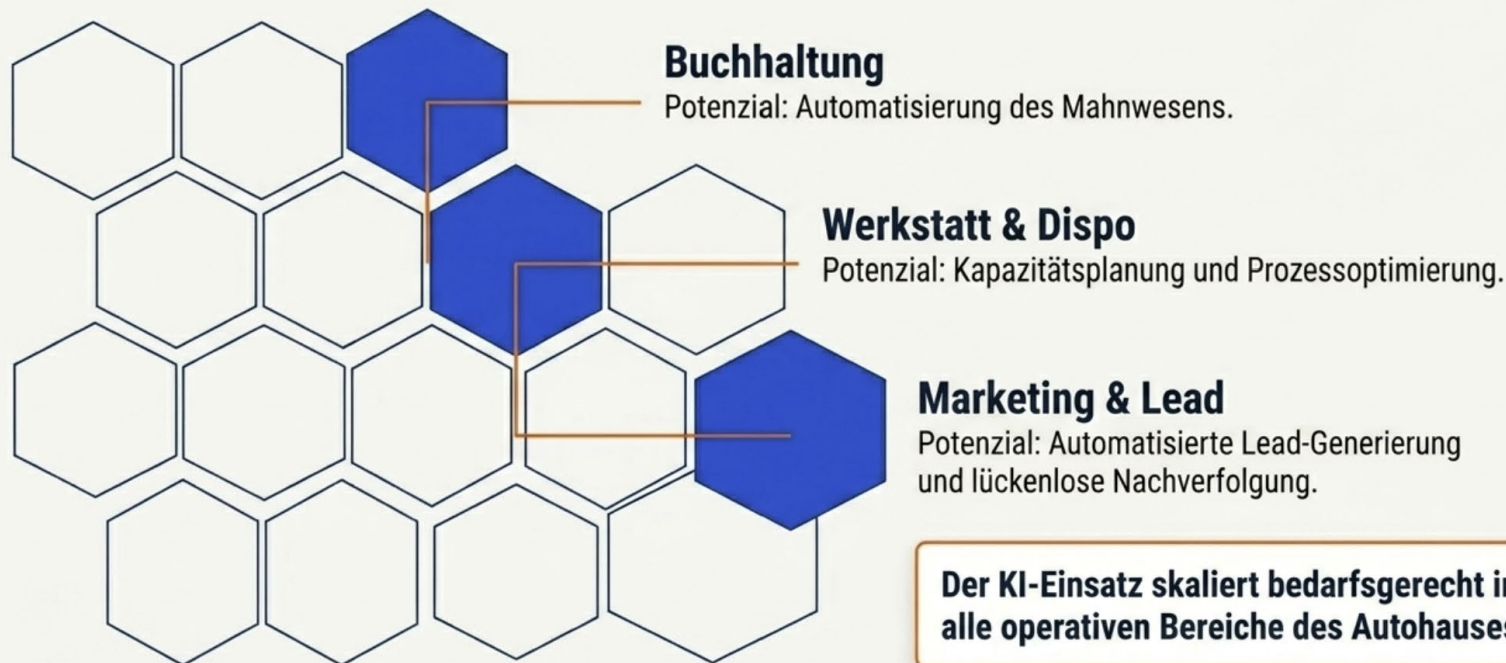 Buchhaltung
Potenzial: Automatisierung des Mahnwesens.
Werkstatt & Dispo
Potenzial: Kapazitätsplanung und Prozessoptimierung.
Marketing & Lead
Potenzial: Automatisierte Lead-Generierung
und lückenlose Nachverfolgung.
Der KI-Einsatz skaliert bedarfsgerecht
alle operativen Bereiche des Autohauses